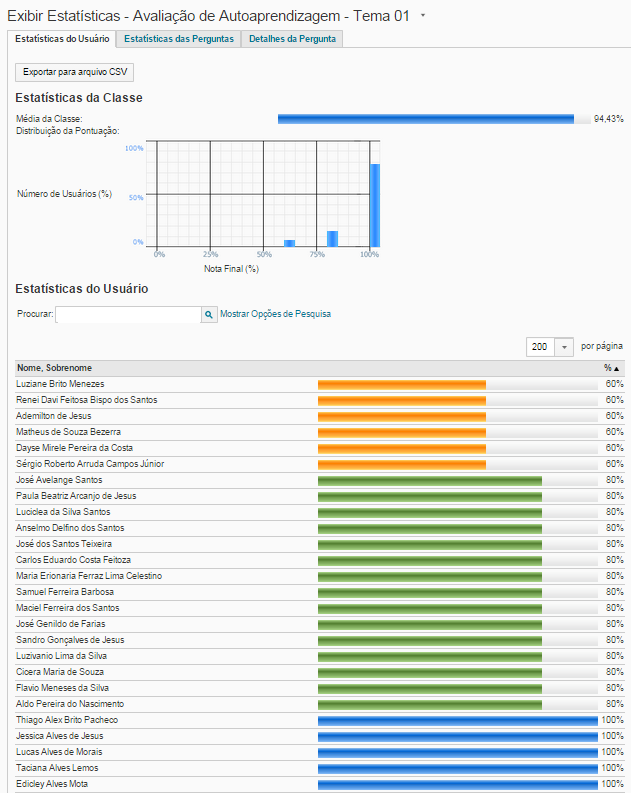 Exibir Estatísticas - Avaliação de Autoaprendizagem - Tema 01
Estatísticas do Usuário Estatísticas das Perguntas Detalhes da Pergunta
Exportar para arquivo CSV
Estatísticas da Classe
Média da Classe: 94,43%
Distribuição da Pontuação:
100%
Número de Usuários (%) 50%
0%
0% 25% 50% 75% 100%
Nota Final (%)
Estatísticas do Usuário
Procurar: Mostrar Opções de Pesquisa
200 por página
Nome, Sobrenome %
Luziane Brito Menezes 60%
Renei Davi Feitosa Bispo dos Santos 60%
Ademilton de Jesus 60%
Matheus de Souza Bezerra 60%
Dayse Mirele Pereira da Costa 60%
Sérgio Roberto Arruda Campos Júnior 60%
José Avelange Santos 80%
Paula Beatriz Arcanjo de Jesus 80%
Luciclea da Silva Santos 80%
Anselmo Delfino dos Santos 80%
José dos Santos Teixeira 80%
Carlos Eduardo Costa Feitoza 80%
Maria Erionaria Ferraz Lima Celestino 80%
Samuel Ferreira Barbosa 80%
Maciel Ferreira dos Santos 80%
José Genildo de Farias 80%
Sandro Gonçalves de Jesus 80%
Luzivanio Lima da Silva 80%
Cicera Maria de Souza 80%
Flavio Meneses da Silva 80%
Aldo Pereira do Nascimento 80%
Thiago Alex Brito Pacheco 100%
Jessica Alves de Jesus 100%
Lucas Alves de Morais 100%
Taciana Alves Lemos 100%
Edicley Alves Mota 100%